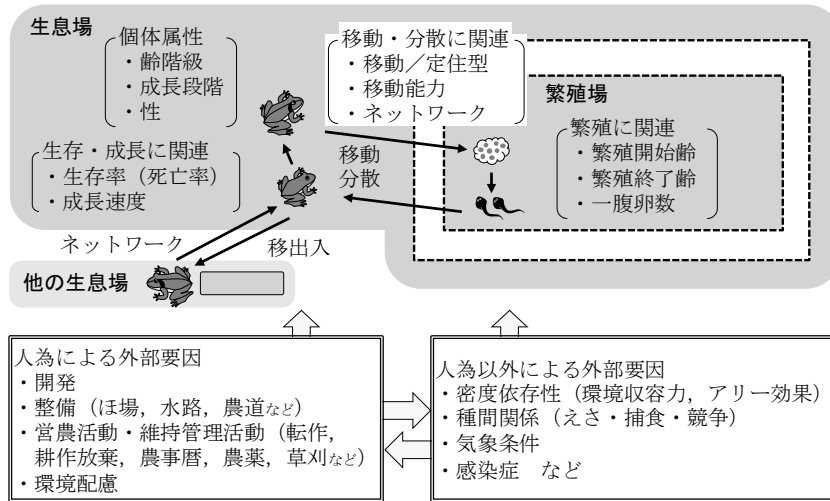 生息場
個体属性
・齢階級
・成長段階
・性
移動・分散に関連
・移動／定住型
・移動能力
・ネットワーク
繁殖場
繁殖に関連
・繁殖開始齢
・繁殖終了齢
・一腹卵数
生存・成長に関連
・生存率（死亡率）
・成長速度
移動
分散
ネットワーク
移出入
他の生息場
人為による外部要因
・開発
・整備（ほ場，水路，農道など）
・営農活動・維持管理活動（転作，
耕作放棄，農事暦，農薬，草刈など）
・環境配慮
人為以外による外部要因
・密度依存性（環境収容力，アリー効果）
・種間関係（えさ・捕食・競争）
・気象条件
・感染症　など